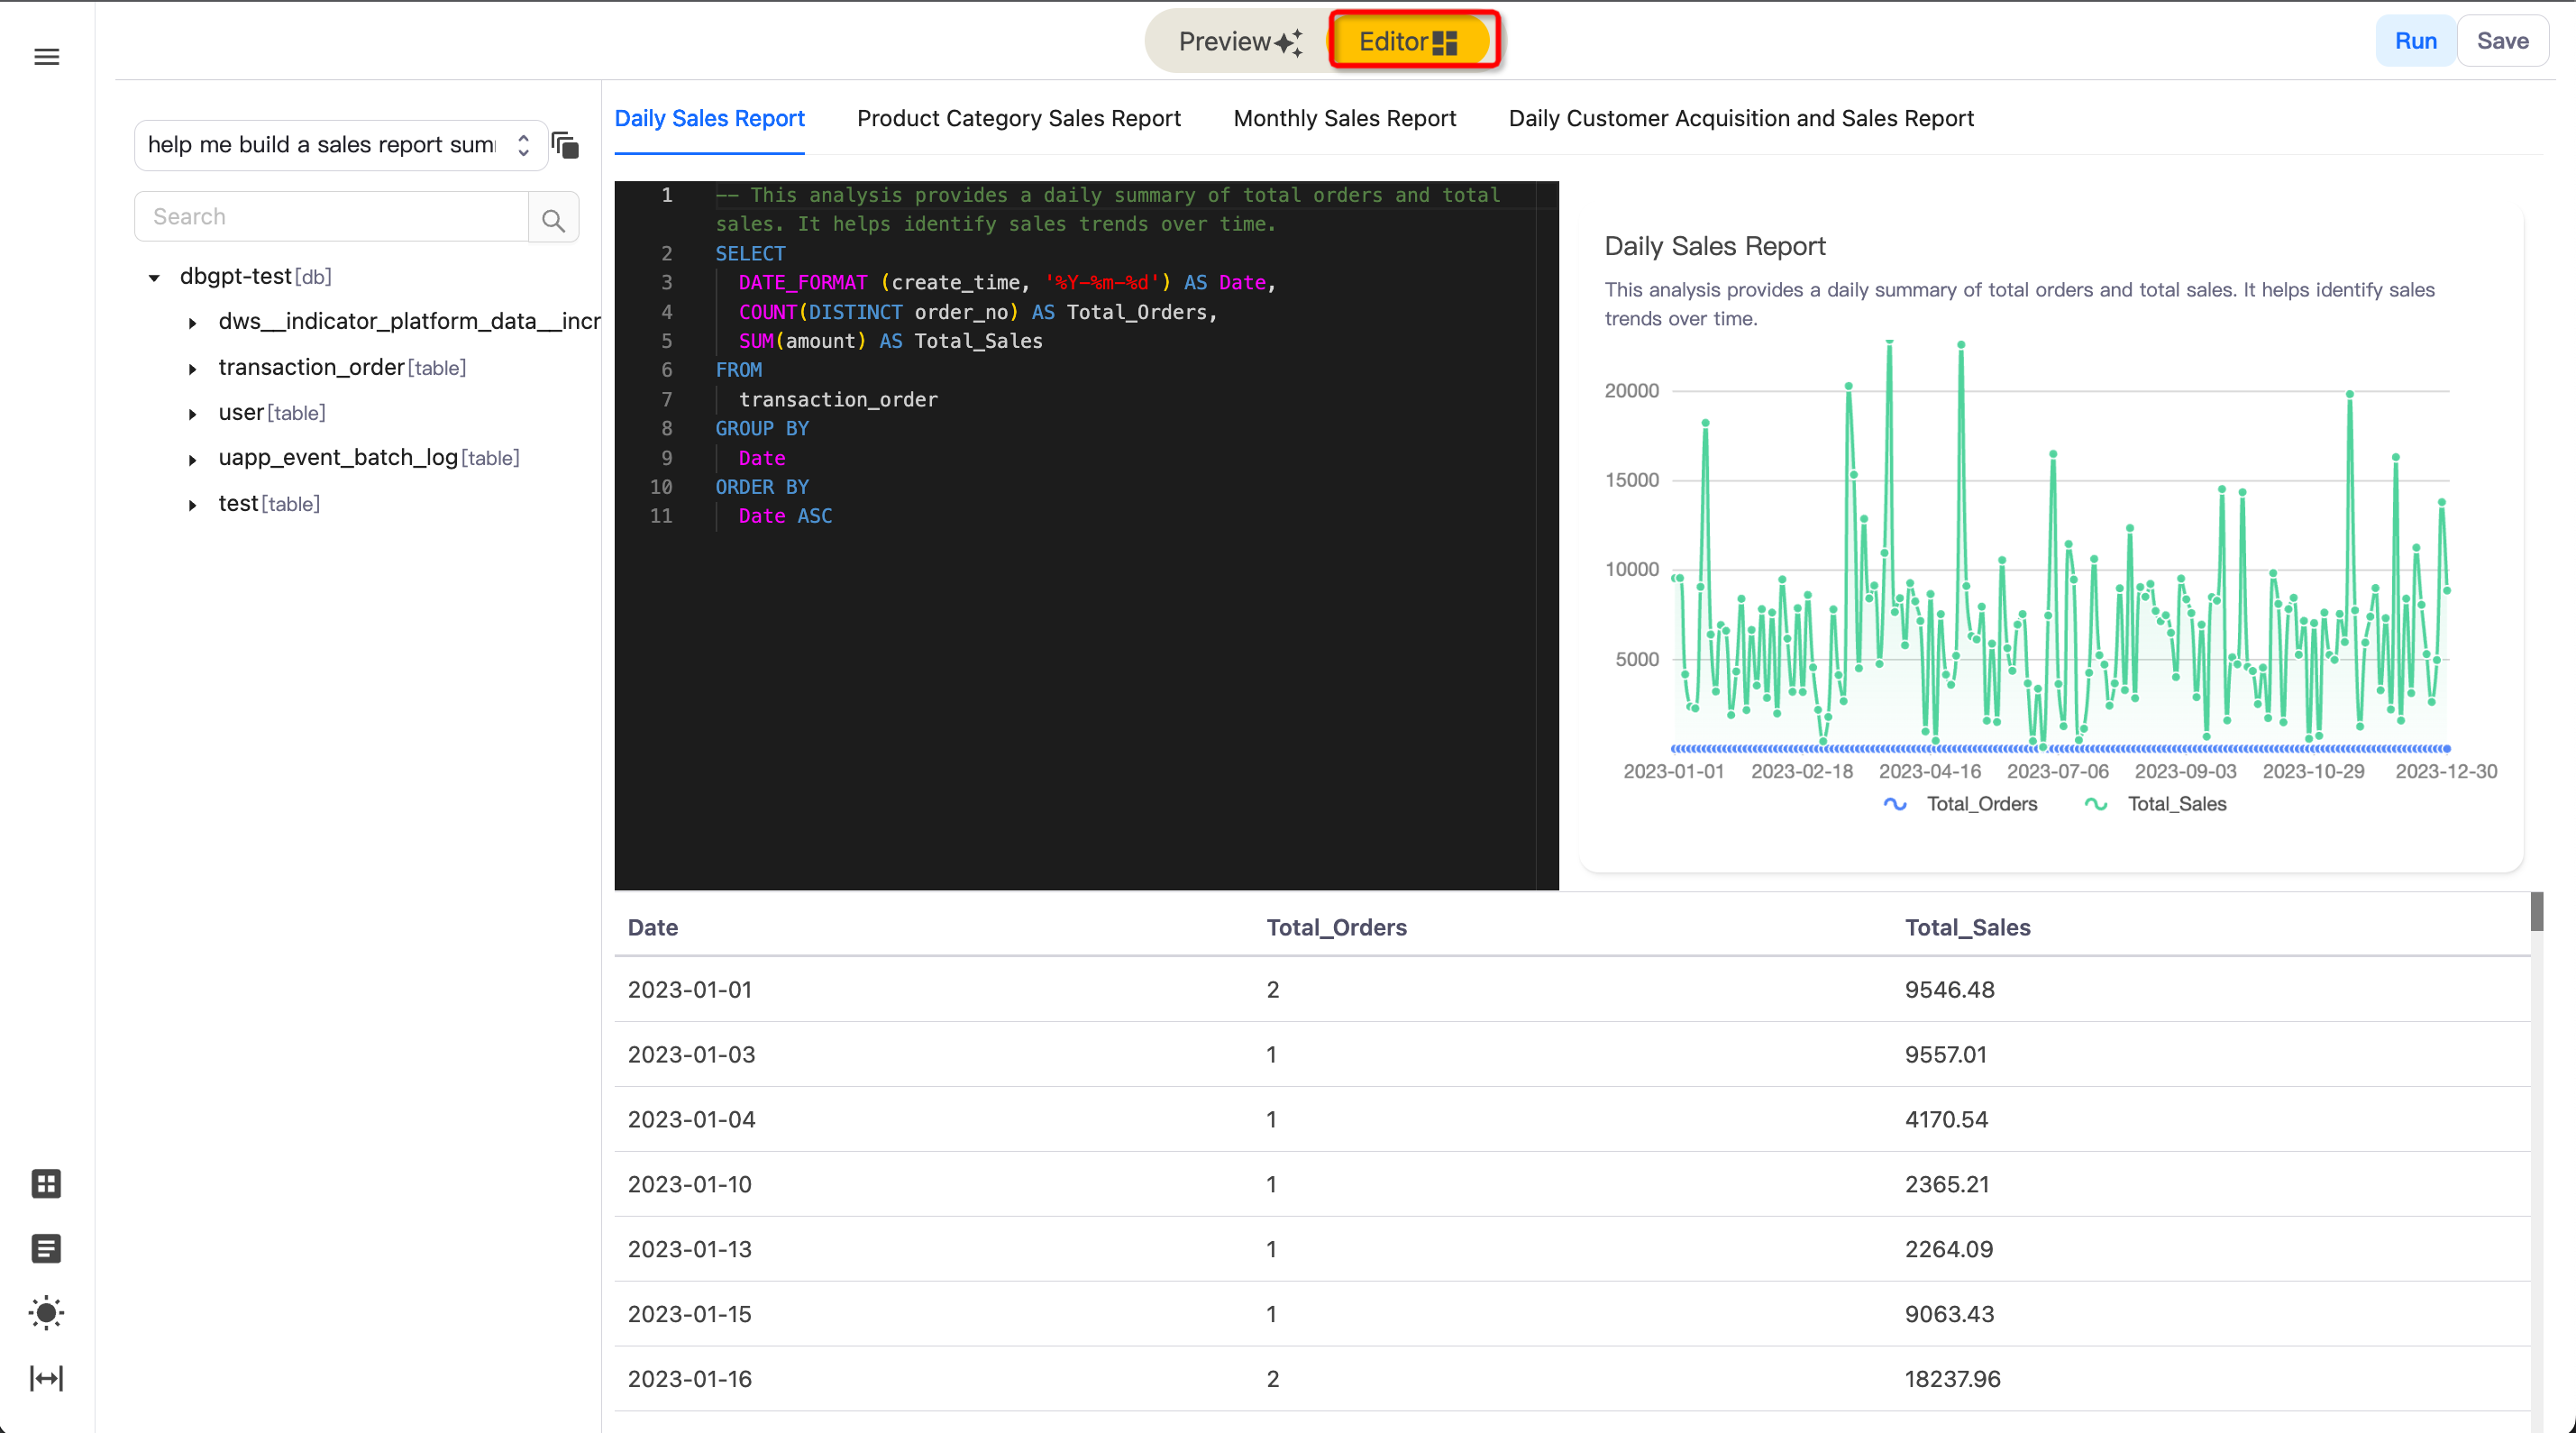 Preview
Editor
Run
Save
help me build a sales report sum
Search
dbgpt-test[db]
dws__indicator_platform_data__incr
transaction_order[table]
user[table]
uapp_event_batch_log[table]
test[table]
Daily Sales Report
Product Category Sales Report
Monthly Sales Report
Daily Customer Acquisition and Sales Report
1 -- This analysis provides a daily summary of total orders and total
sales. It helps identify sales trends over time.
2 SELECT
3 DATE_FORMAT (create_time, '%Y-%m-%d') AS Date,
4 COUNT(DISTINCT order_no) AS Total_Orders,
5 SUM(amount) AS Total_Sales
6 FROM
7 transaction_order
8 GROUP BY
9 Date
10 ORDER BY
11 Date ASC
Daily Sales Report
This analysis provides a daily summary of total orders and total sales. It helps identify sales
trends over time.
20000
15000
10000
5000
2023-01-01 2023-02-18 2023-04-16 2023-07-06 2023-09-03 2023-10-29 2023-12-30
Total_Orders Total_Sales
Date Total_Orders Total_Sales
2023-01-01 2 9546.48
2023-01-03 1 9557.01
2023-01-04 1 4170.54
2023-01-10 1 2365.21
2023-01-13 1 2264.09
2023-01-15 1 9063.43
2023-01-16 2 18237.96